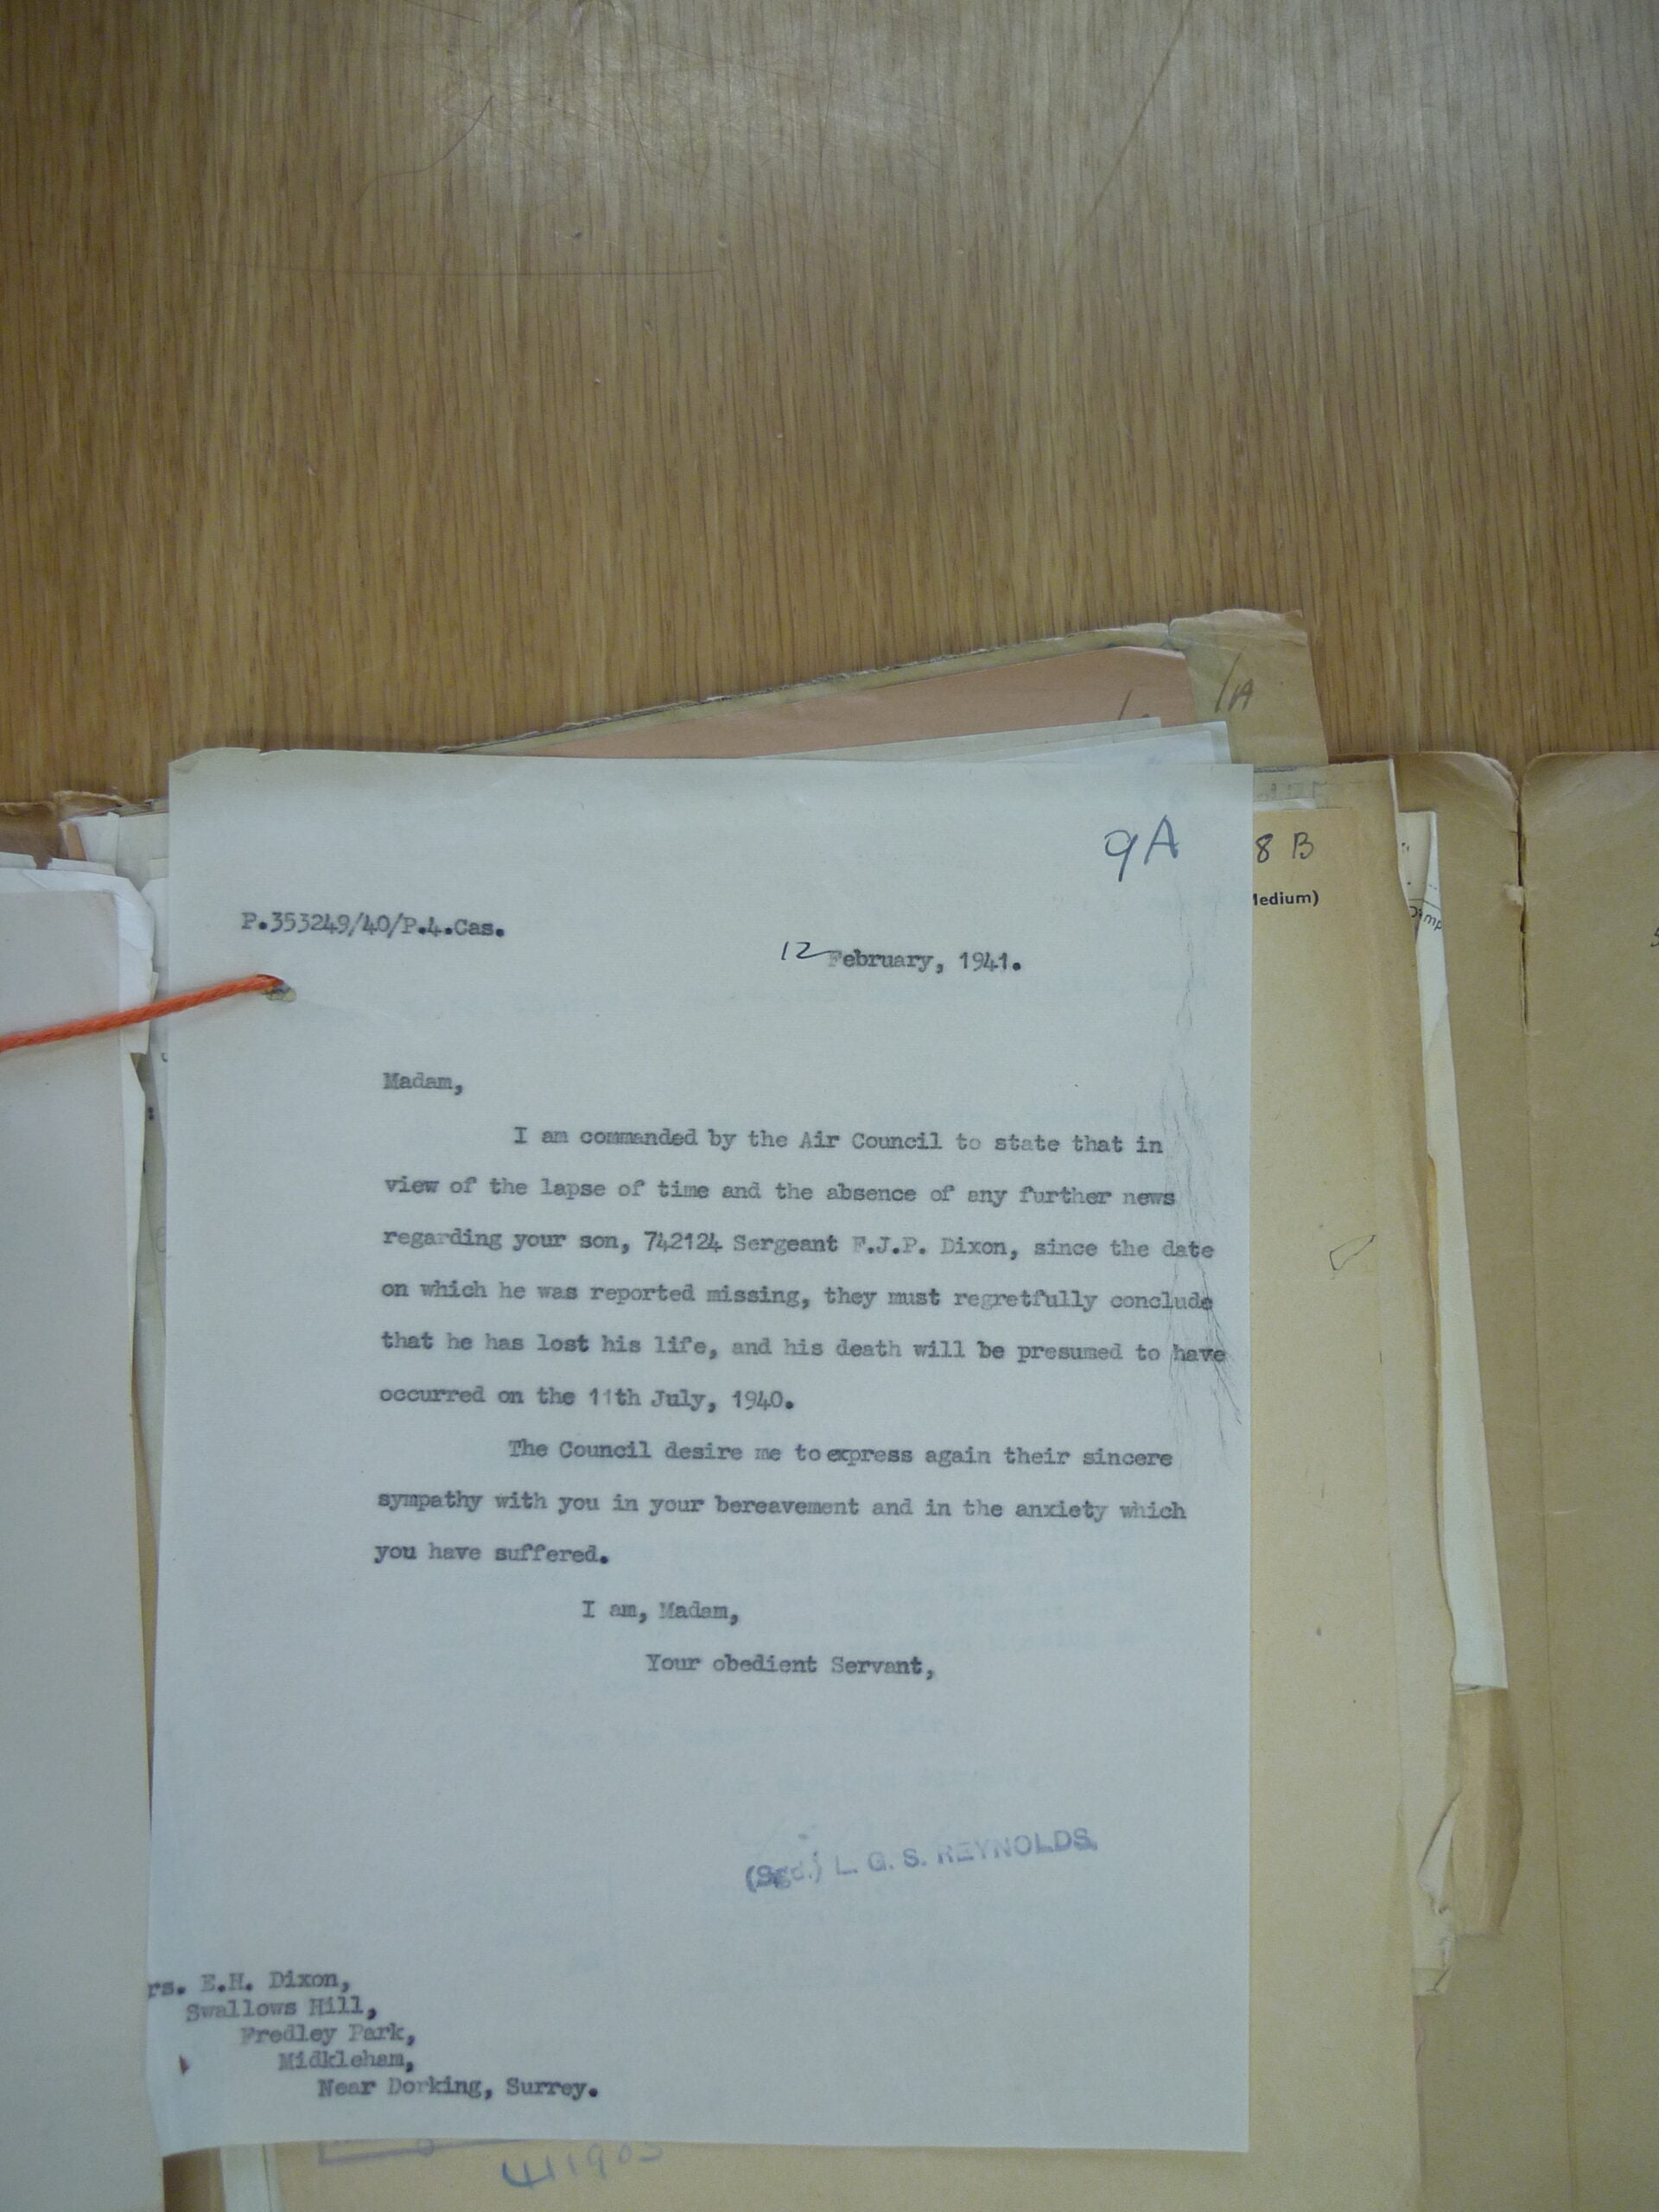 1A
9A
8 B
Medium)
P.353249/40/P.4.Cas.
12 February, 1941.
Madam,
I am commanded by the Air Council to state that in
view of the lapse of time and the absence of any further news
regarding your son, 742124 Sergeant F.J.P. Dixon, since the date
on which he was reported missing, they must regretfully conclude
that he has lost his life, and his death will be presumed to have
occurred on the 11th July, 1940.
The Council desire me to express again their sincere
sympathy with you in your bereavement and in the anxiety which
you have suffered.
I am, Madam,
Your obedient Servant,
(Sgd.) L. G. S. REYNOLDS.
rs. E.H. Dixon,
Swallows Hill,
Fredley Park,
Midkleham,
Near Dorking, Surrey.